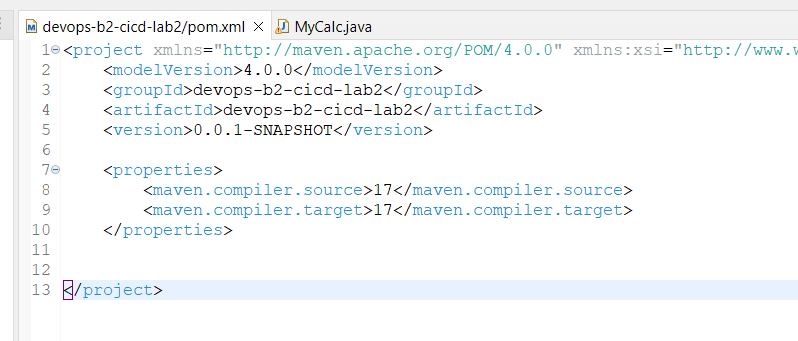 devops-b2-cicd-lab2/pom.xml MyCalc.java
1 <project xmlns="http://maven.apache.org/POM/4.0.0" xmlns:xsi="http://www.
2 <modelVersion>4.0.0</modelVersion>
3 <groupId>devops-b2-cicd-lab2</groupId>
4 <artifactId>devops-b2-cicd-lab2</artifactId>
5 <version>0.0.1-SNAPSHOT</version>
6
7 <properties>
8 <maven.compiler.source>17</maven.compiler.source>
9 <maven.compiler.target>17</maven.compiler.target>
10 </properties>
11
12
13 </project>